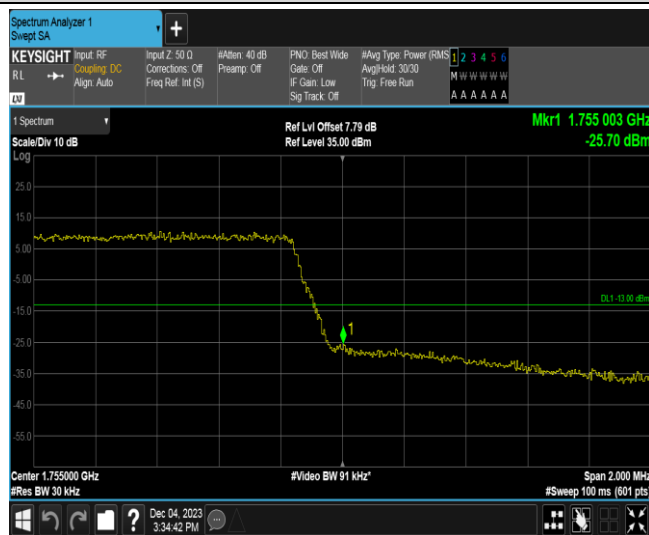 Spectrum Analyzer 1
Swept SA
KEYSIGHT
RL
LXI
Input: RF
Coupling: DC
Align: Auto
Input Z: 50 Ω
Corrections: Off
Freq Ref: Int (S)
#Atten: 40 dB
Preamp: Off
PNO: Best Wide
Gate: Off
IF Gain: Low
Sig Track: Off
#Avg Type: Power (RMS
Avg|Hold: 30/30
Trig: Free Run
1 2 3 4 5 6
M W W W W W
A A A A A A
1 Spectrum
Scale/Div 10 dB
Log
Ref Lvl Offset 7.79 dB
Ref Level 35.00 dBm
Mkr1 1.755 003 GHz
-25.70 dBm
25.0
15.0
5.00
-5.00
-15.0
-25.0
-35.0
-45.0
-55.0
DL1 -13.00 dBm
1
Center 1.755000 GHz
#Res BW 30 kHz
#Video BW 91 kHz*
Span 2.000 MHz
#Sweep 100 ms (601 pts)
?
Dec 04, 2023
3:34:42 PM